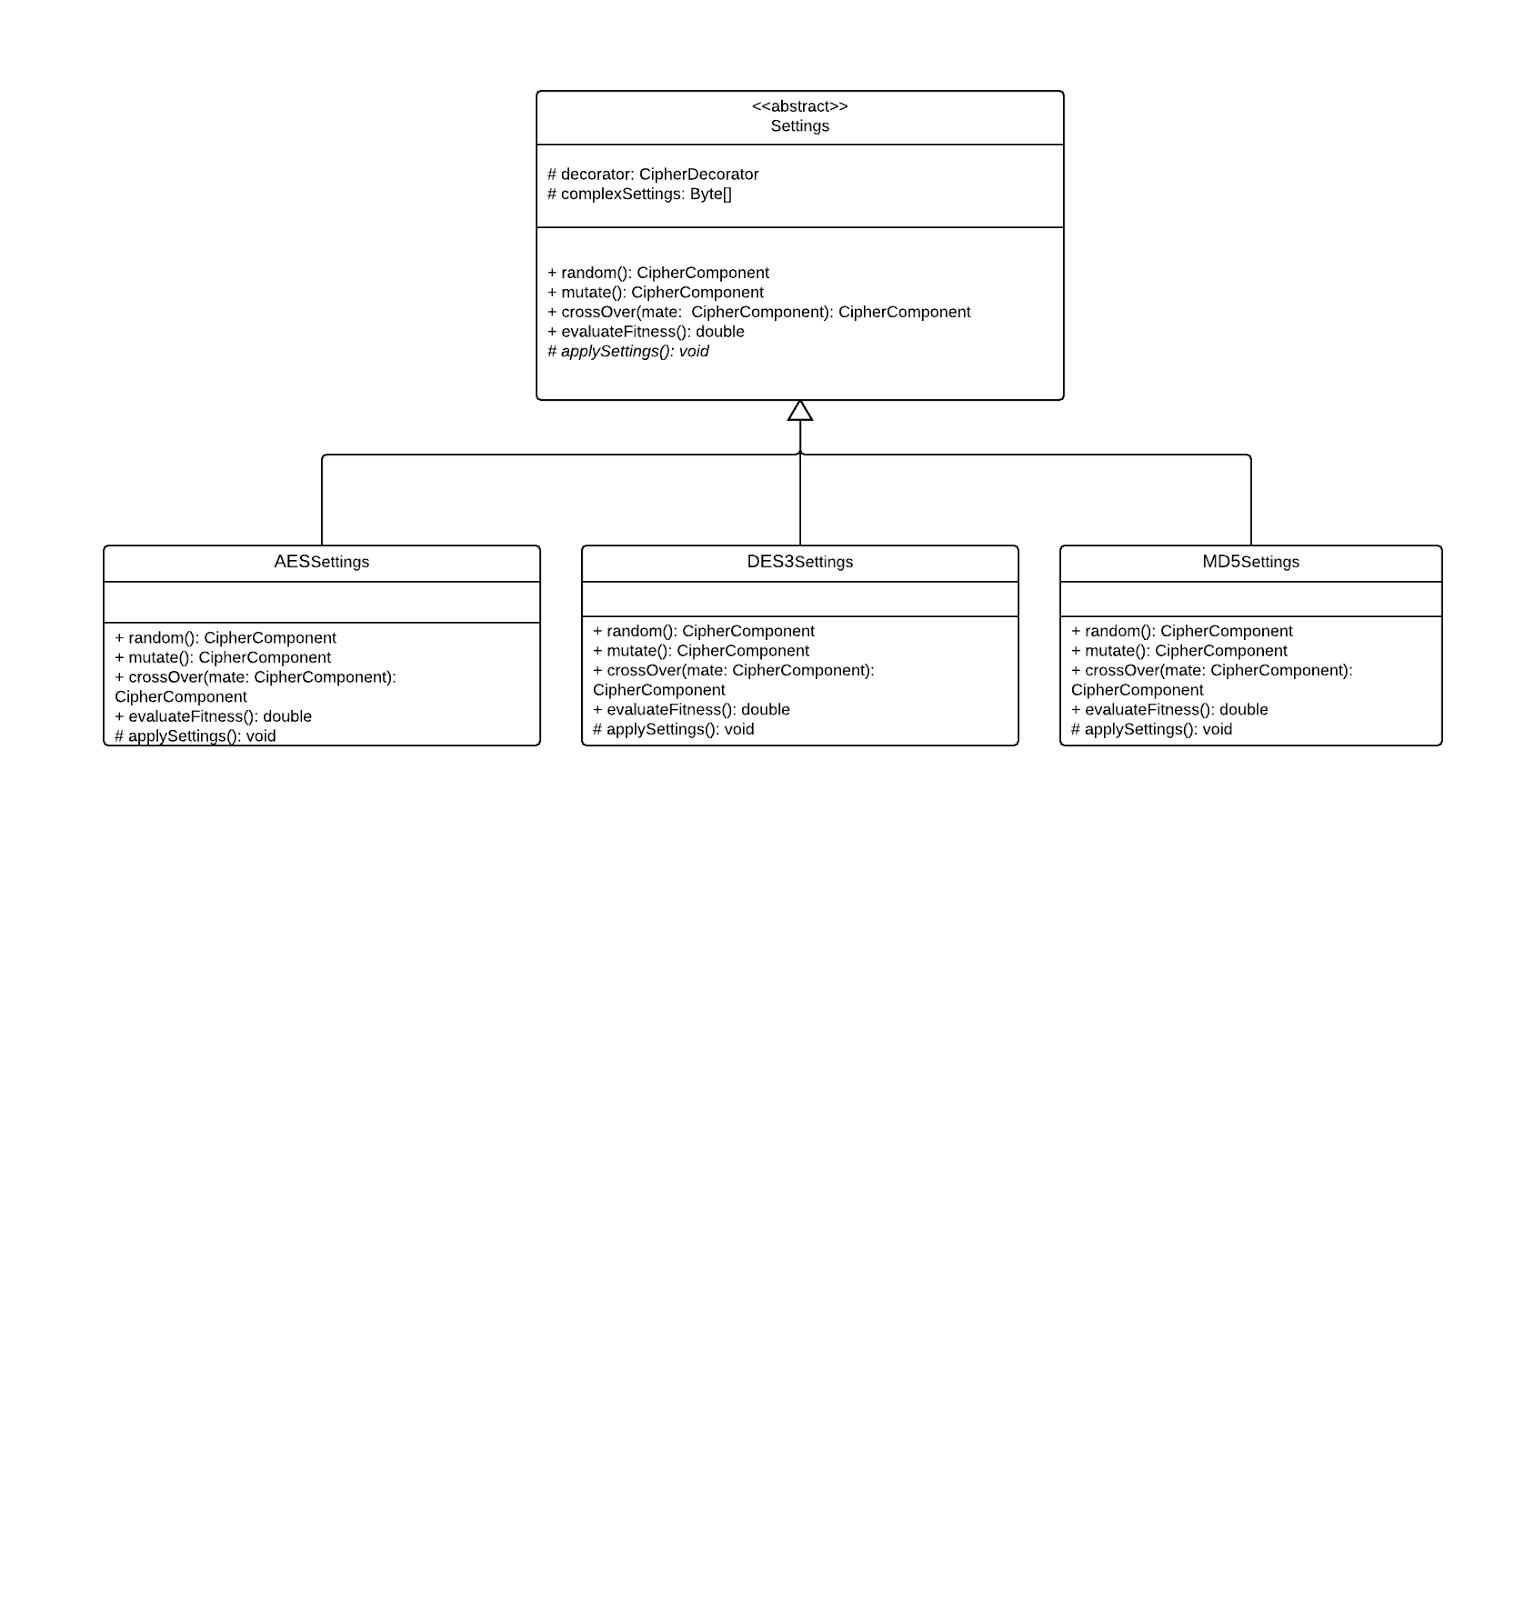 <<abstract>>
Settings
# decorator: CipherDecorator
# complexSettings: Byte[]
+ random(): CipherComponent
+ mutate(): CipherComponent
+ crossOver(mate:  CipherComponent): CipherComponent
+ evaluateFitness(): double
# applySettings(): void
AESSettings
+ random(): CipherComponent
+ mutate(): CipherComponent
+ crossOver(mate: CipherComponent):
CipherComponent
+ evaluateFitness(): double
# applySettings(): void
DES3Settings
+ random(): CipherComponent
+ mutate(): CipherComponent
+ crossOver(mate: CipherComponent):
CipherComponent
+ evaluateFitness(): double
# applySettings(): void
MD5Settings
+ random(): CipherComponent
+ mutate(): CipherComponent
+ crossOver(mate: CipherComponent):
CipherComponent
+ evaluateFitness(): double
# applySettings(): void